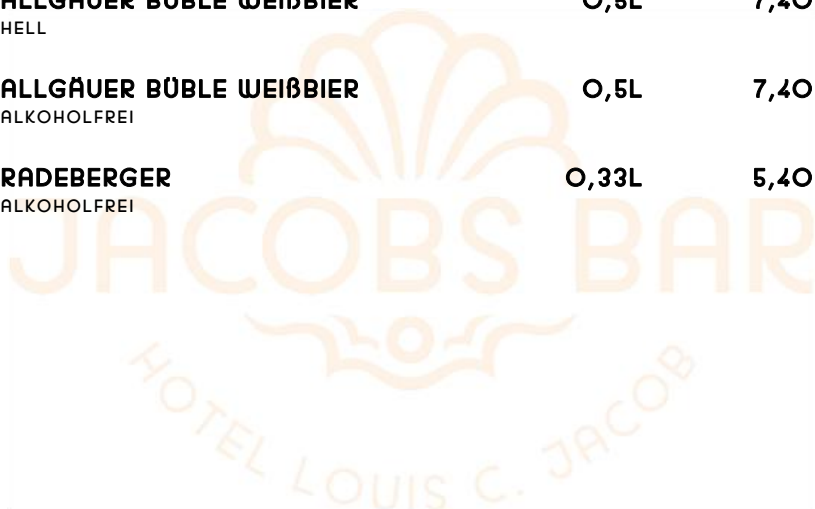 ALLGÄUER BÜBLE WEIßBIER 0,5L 7,40
HELL
ALLGÄUER BÜBLE WEIßBIER 0,5L 7,40
ALKOHOLFREI
RADEBERGER 0,33L 5,40
ALKOHOLFREI
JACOBS BAR
HOTEL LOUIS C. JACOB